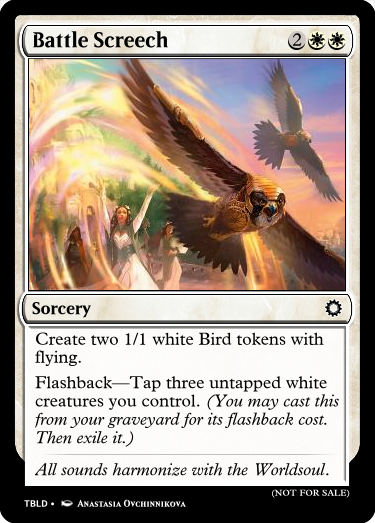 Battle Screech 2
Sorcery
Create two 1/1 white Bird tokens with
flying.
Flashback—Tap three untapped white
creatures you control. (You may cast this
from your graveyard for its flashback cost.
Then exile it.)
All sounds harmonize with the Worldsoul.
(NOT FOR SALE)
TBLD • Anastasia Ovchinnikova